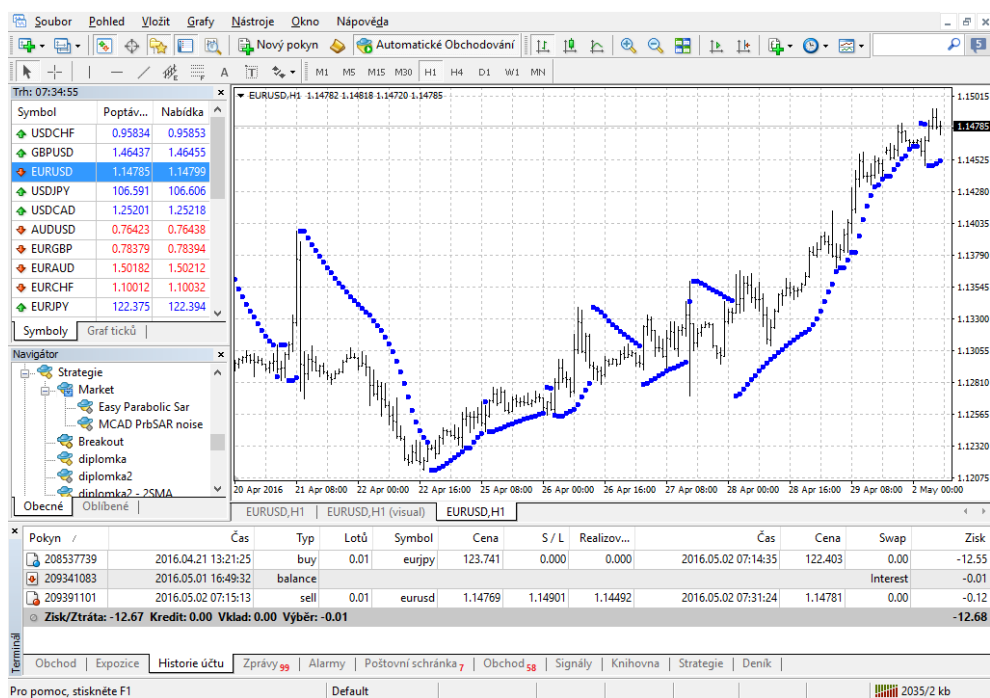 Soubor Pohled Vložit Grafy Nástroje Okno Nápověda
Nový pokyn Automatické Obchodování 5
A T M1 M5 M15 M30 H1 H4 D1 W1 MN
Trh: 07:34:55
Symbol Poptáv... Nabídka
USDCHF 0.95834 0.95853
GBPUSD 1.46437 1.46455
EURUSD 1.14785 1.14799
USDJPY 106.591 106.606
USDCAD 1.25201 1.25218
AUDUSD 0.76423 0.76438
EURGBP 0.78379 0.78394
EURAUD 1.50182 1.50212
EURCHF 1.10012 1.10032
EURJPY 122.375 122.394
Symboly Graf ticků
Navigátor
Strategie
Market
Easy Parabolic Sar
MCAD PrbSAR noise
Breakout
diplomka
diplomka2
diplomka2 - 2SMA
Obecné Oblíbené
EURUSD,H1 1.14782 1.14818 1.14720 1.14785
1.15015
1.14785
1.14525
1.14280
1.14035
1.13790
1.13545
1.13300
1.13055
1.12810
1.12565
1.12320
1.12075
20 Apr 2016 21 Apr 08:00 22 Apr 00:00 22 Apr 16:00 25 Apr 08:00 26 Apr 00:00 26 Apr 16:00 27 Apr 08:00 28 Apr 00:00 28 Apr 16:00 29 Apr 08:00 2 May 00:00
EURUSD,H1 EURUSD,H1 (visual) EURUSD,H1
Pokyn / Čas Typ Lotů Symbol Cena S / L Realizov... Čas Cena Swap Zisk
208537739 2016.04.21 13:21:25 buy 0.01 eurjpy 123.741 0.000 0.000 2016.05.02 07:14:35 122.403 0.00 -12.55
209341083 2016.05.01 16:49:32 balance Interest -0.01
209391101 2016.05.02 07:15:13 sell 0.01 eurusd 1.14769 1.14901 1.14492 2016.05.02 07:31:24 1.14781 0.00 -0.12
Zisk/Ztráta: -12.67 Kredit: 0.00 Vklad: 0.00 Výběr: -0.01 -12.68
Terminál
Obchod Expozice Historie účtu Zprávy 99 Alarmy Poštovní schránka 7 Obchod 58 Signály Knihovna Strategie Deník
Pro pomoc, stiskněte F1 Default 2035/2 kb